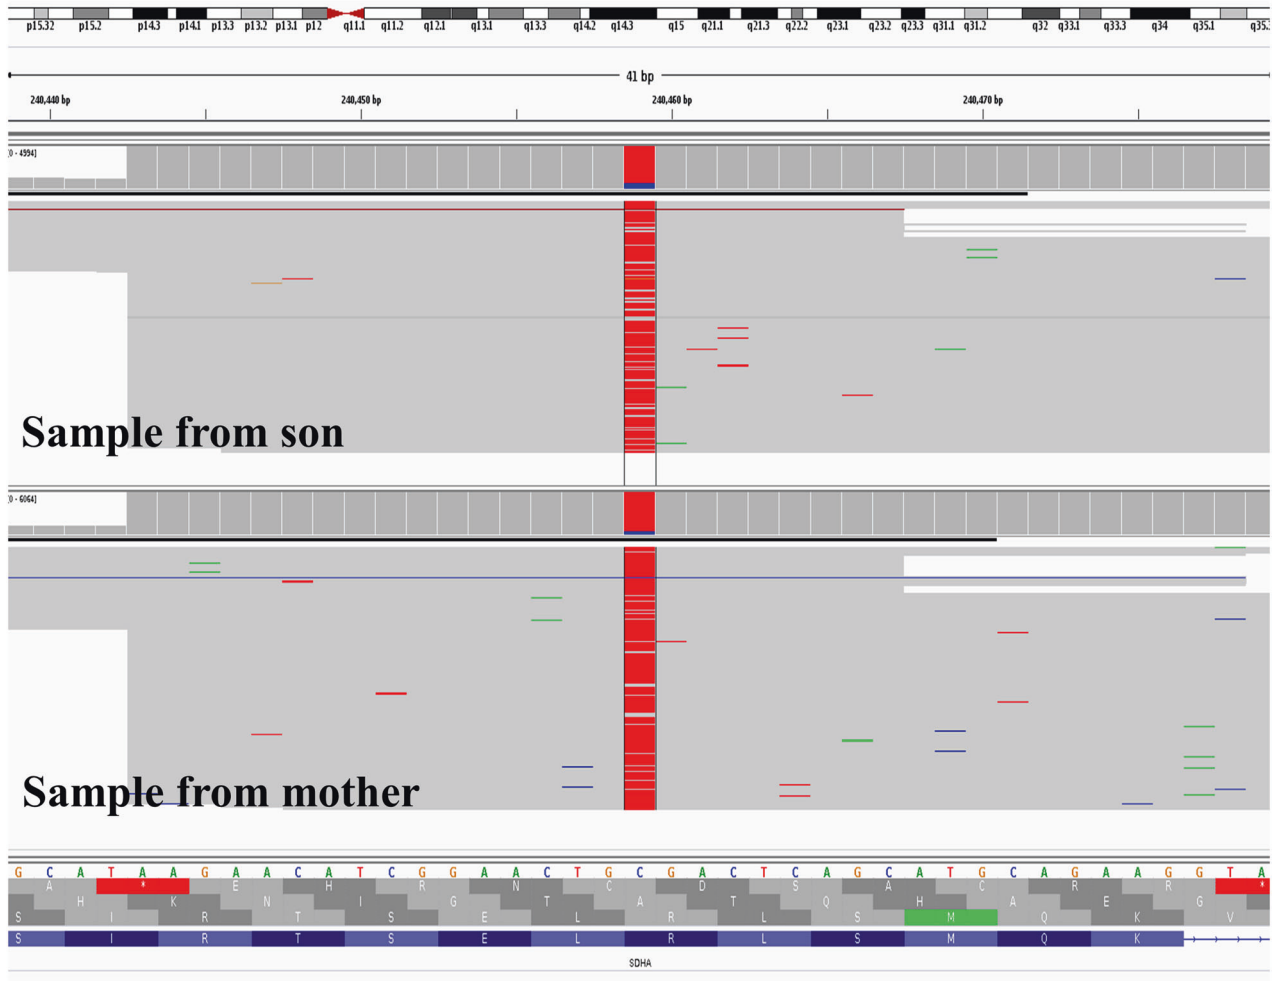 p15.32 p15.2 p14.3 p14.1 p13.3 p13.2 p13.1 p12 q11.1 q11.2 q12.1 q13.1 q13.3 q14.2 q14.3 q15 q21.1 q21.3 q22.2 q23.1 q23.2 q23.3 q31.1 q31.2 q32 q33.1 q33.2 q34 q35.1 q35.
41 bp
240,440 bp 240,450 bp 240,460 bp 240,470 bp
[0 - 4994]
Sample from son
[0 - 6064]
Sample from mother
G C A T A A G A A C A T C G G A A C T G C G A C T C A G C A T G C A G A A G G T A
A * E H R N C D S A C R R *
H K N I G T A T Q H A E G
S I R T S E L R L S M Q K V
S I R T S E L R L S M Q K
SDHA